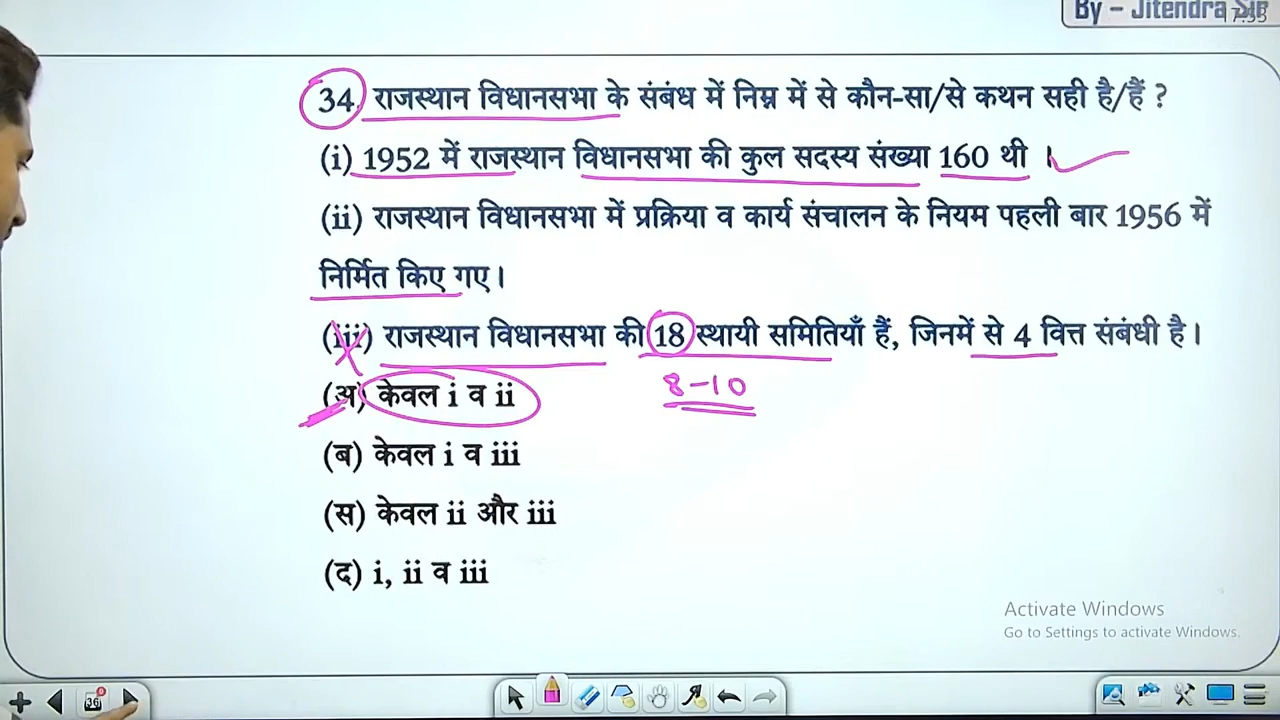 By – Jitendra Sir
34. राजस्थान विधानसभा के संबंध में निम्न में से कौन-सा/से कथन सही है/हैं ?
(i) 1952 में राजस्थान विधानसभा की कुल सदस्य संख्या 160 थी ।
(ii) राजस्थान विधानसभा में प्रक्रिया व कार्य संचालन के नियम पहली बार 1956 में
निर्मित किए गए।
(iii) राजस्थान विधानसभा की 18 स्थायी समितियाँ हैं, जिनमें से 4 वित्त संबंधी है।
8-10
(अ) केवल i व ii
(ब) केवल i व iii
(स) केवल ii और iii
(द) i, ii व iii
Activate Windows
Go to Settings to activate Windows.